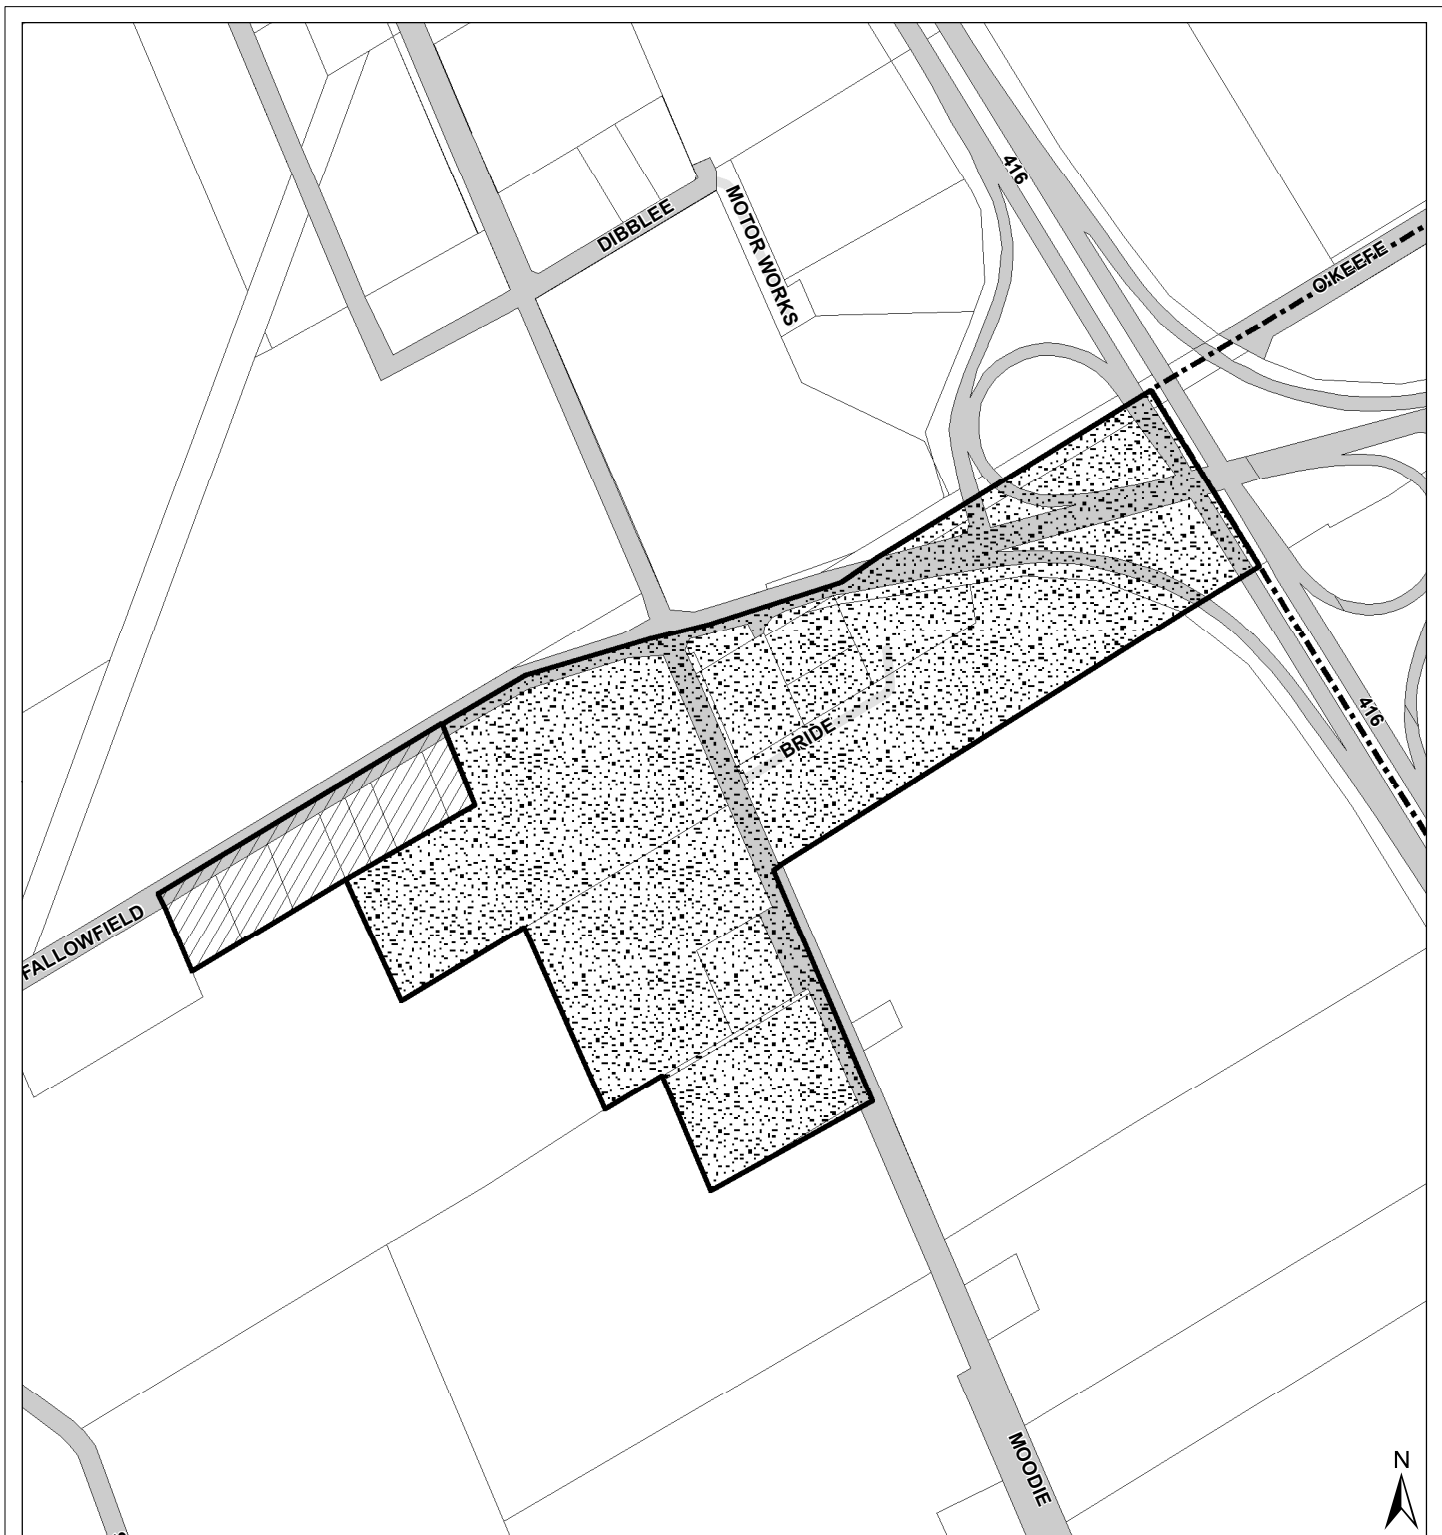 416
DIBBLEE
MOTOR WORKS
O'KEEFE
416
BRIDE
FALLOWFIELD
MOODIE
N